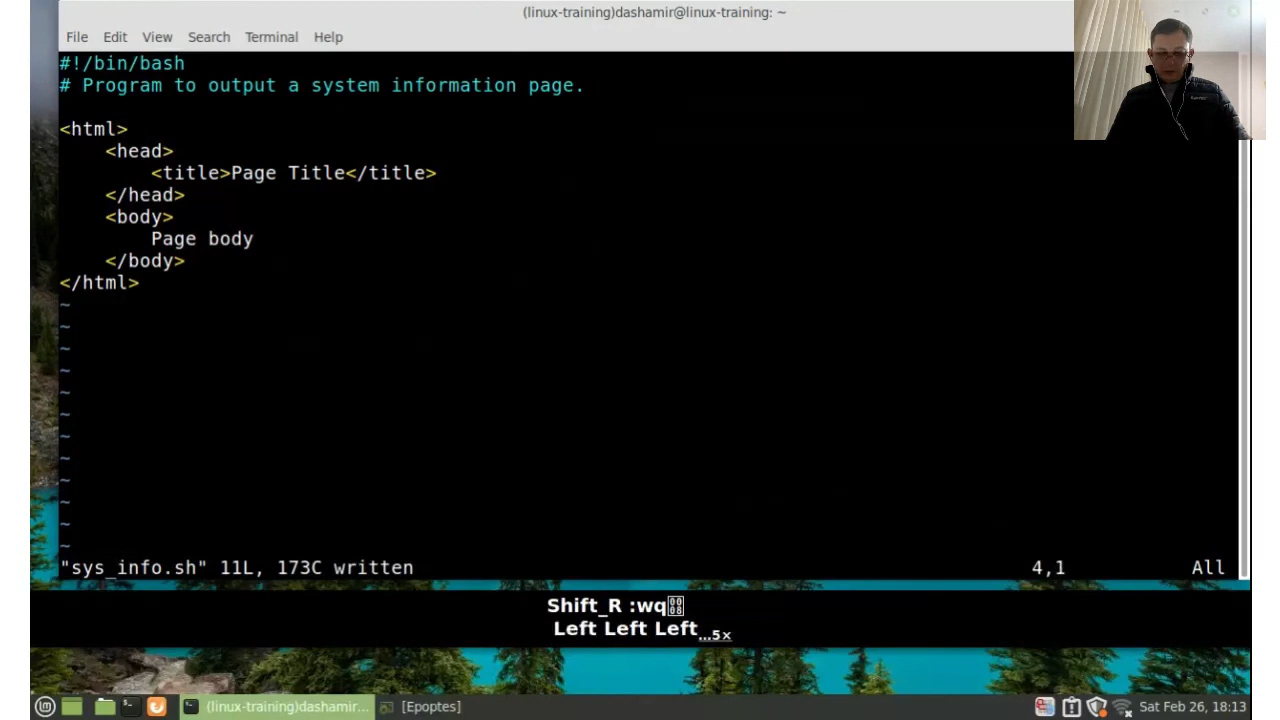 (linux-training)dashamir@linux-training: ~
File Edit View Search Terminal Help
#!/bin/bash
# Program to output a system information page.
<html>
<head>
<title>Page Title</title>
</head>
<body>
Page body
</body>
</html>
~
~
~
~
~
~
~
~
~
~
~
~
"sys_info.sh" 11L, 173C written 4,1 All
Shift_R :wq
Left Left Left...5×
(linux-training)dashamir... [Epoptes] Sat Feb 26, 18:13